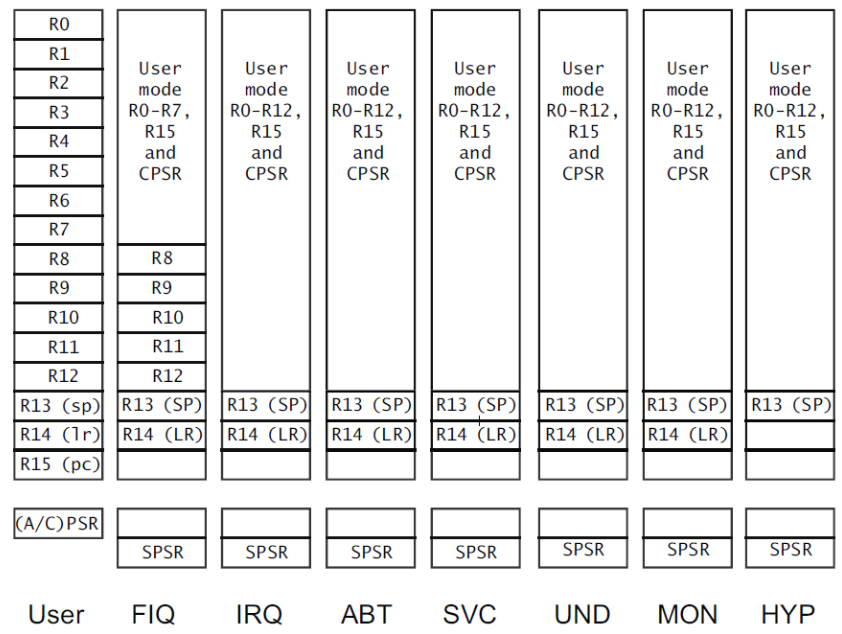 R0
R1
R2
R3
R4
R5
R6
R7
R8
R9
R10
R11
R12
R13 (sp)
R14 (lr)
R15 (pc)
(A/C)PSR
User
User
mode
R0-R7,
R15
and
CPSR
R8
R9
R10
R11
R12
R13 (SP)
R14 (LR)
SPSR
FIQ
User
mode
R0-R12,
R15
and
CPSR
R13 (SP)
R14 (LR)
SPSR
IRQ
User
mode
R0-R12,
R15
and
CPSR
R13 (SP)
R14 (LR)
SPSR
ABT
User
mode
R0-R12,
R15
and
CPSR
R13 (SP)
R14 (LR)
SPSR
SVC
User
mode
R0-R12,
R15
and
CPSR
R13 (SP)
R14 (LR)
SPSR
UND
User
mode
R0-R12,
R15
and
CPSR
R13 (SP)
R14 (LR)
SPSR
MON
User
mode
R0-R12,
R15
and
CPSR
R13 (SP)
SPSR
HYP